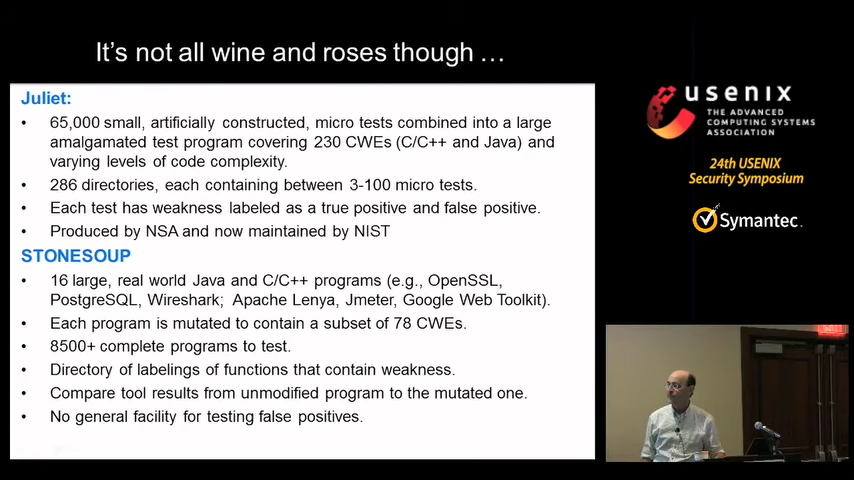 It's not all wine and roses though …
Juliet:
• 65,000 small, artificially constructed, micro tests combined into a large
amalgamated test program covering 230 CWEs (C/C++ and Java) and
varying levels of code complexity.
• 286 directories, each containing between 3-100 micro tests.
• Each test has weakness labeled as a true positive and false positive.
• Produced by NSA and now maintained by NIST
STONESOUP
• 16 large, real world Java and C/C++ programs (e.g., OpenSSL,
PostgreSQL, Wireshark; Apache Lenya, Jmeter, Google Web Toolkit).
• Each program is mutated to contain a subset of 78 CWEs.
• 8500+ complete programs to test.
• Directory of labelings of functions that contain weakness.
• Compare tool results from unmodified program to the mutated one.
• No general facility for testing false positives.
usenix
THE ADVANCED
COMPUTING SYSTEMS
ASSOCIATION
24th USENIX
Security Symposium
Symantec.